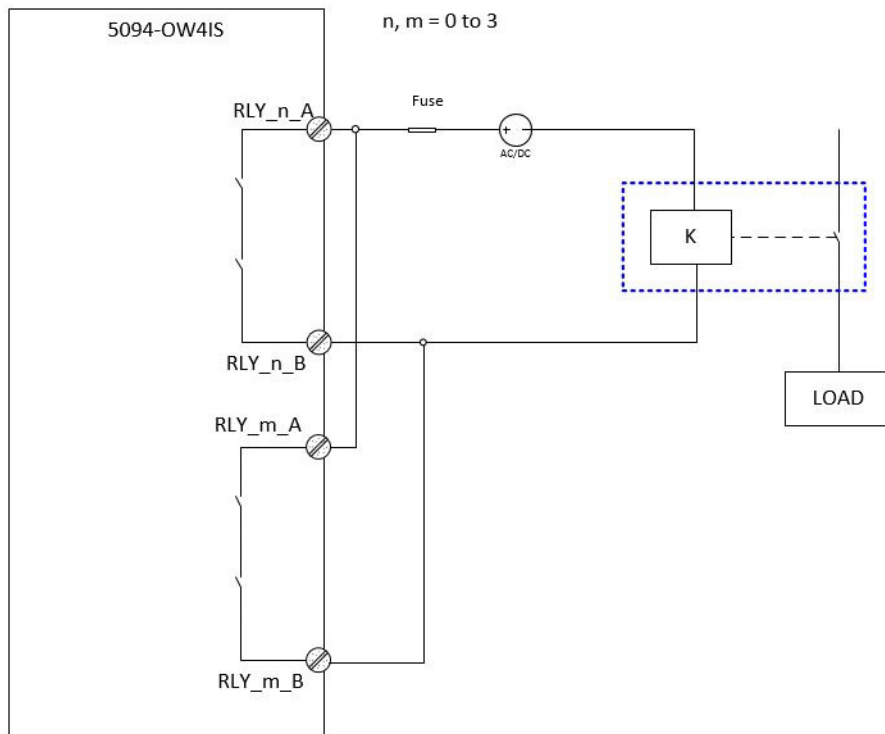 5094-OW4IS
n, m = 0 to 3
RLY_n_A
Fuse
+
AC/DC
K
RLY_n_B
LOAD
RLY_m_A
RLY_m_B